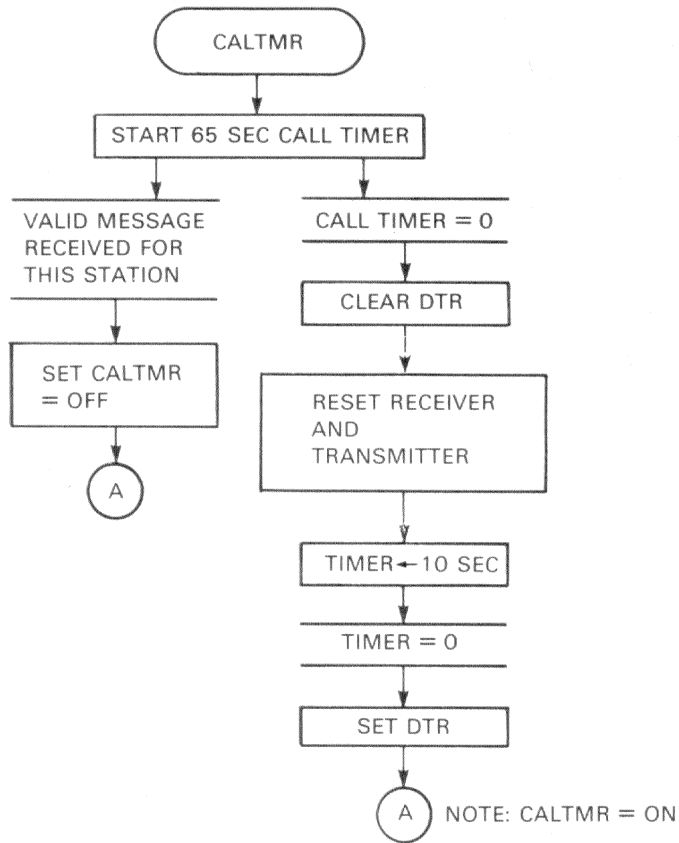 CALTMR
START 65 SEC CALL TIMER
VALID MESSAGE
RECEIVED FOR
THIS STATION
SET CALTMR
= OFF
A
CALL TIMER = 0
CLEAR DTR
RESET RECEIVER
AND
TRANSMITTER
TIMER ← 10 SEC
TIMER = 0
SET DTR
A
NOTE: CALTMR = ON